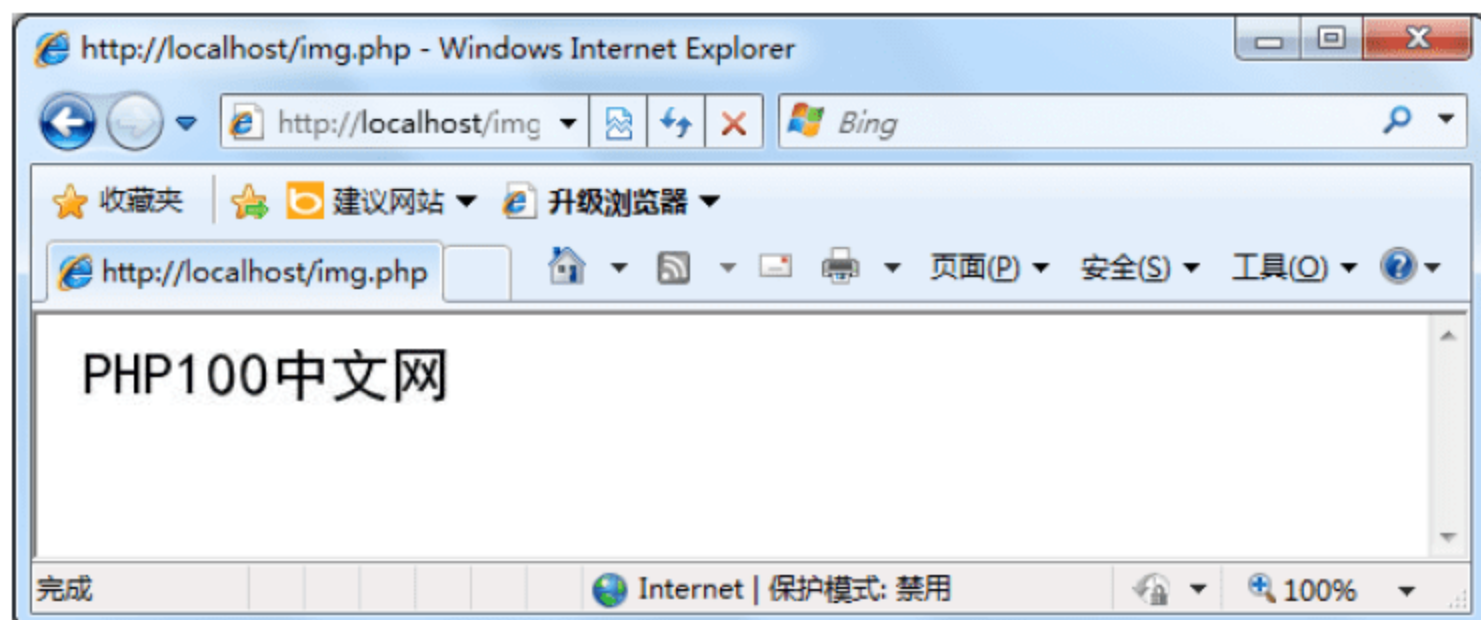 http://localhost/img.php - Windows Internet Explorer
http://localhost/img Bing
收藏夹 建议网站 升级浏览器
http://localhost/img.php 页面(P) 安全(S) 工具(O)
PHP100中文网
完成 Internet | 保护模式: 禁用 100%